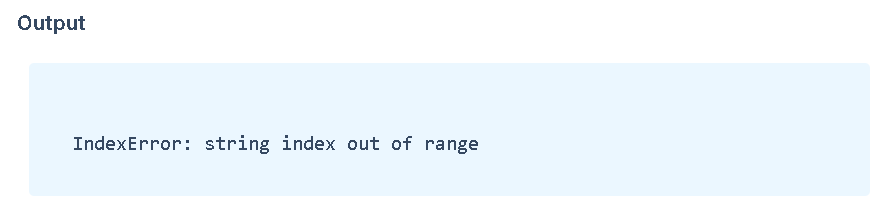 Output
IndexError: string index out of range